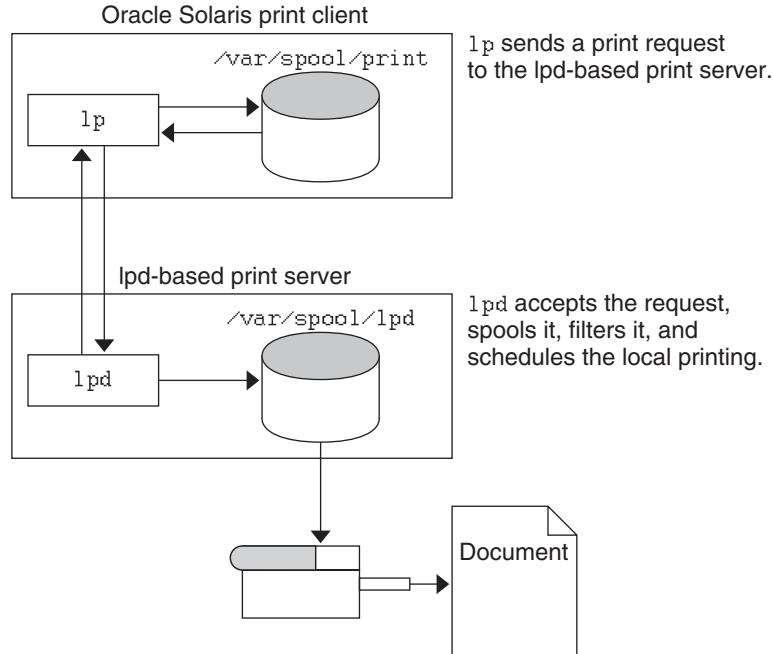 Oracle Solaris print client
/var/spool/print
lp
lp sends a print request
to the lpd-based print server.
lpd-based print server
/var/spool/lpd
lpd
lpd accepts the request,
spools it, filters it, and
schedules the local printing.
Document